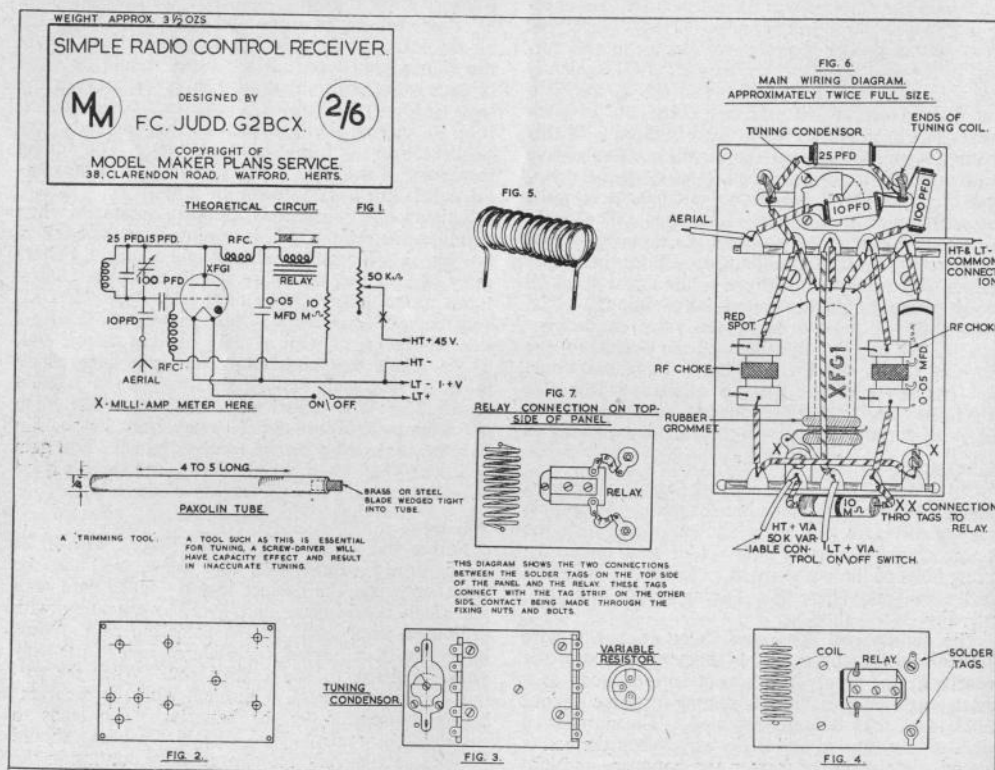 WEIGHT APPROX. 3 1/2 OZS
SIMPLE RADIO CONTROL RECEIVER.
MM
DESIGNED BY
F.C. JUDD. G2BCX.
2/6
COPYRIGHT OF
MODEL MAKER PLANS SERVICE.
38, CLARENDON ROAD, WATFORD, HERTS.
THEORETICAL CIRCUIT. FIG 1.
25 PFD. 15 PFD.
RFC.
XFG1
100 PFD
RELAY.
50 K Ω
0·05
MFD
10
M Ω
X
10PFD
RFC.
AERIAL
HT + 45 V.
HT -
LT -. 1·+ V
LT +
ON\OFF.
X-MILLI-AMP METER HERE
4 TO 5 LONG.
BRASS OR STEEL
BLADE WEDGED TIGHT
INTO TUBE.
PAXOLIN TUBE.
A TRIMMING TOOL.
A TOOL SUCH AS THIS IS ESSENTIAL
FOR TUNING, A SCREW-DRIVER WILL
HAVE CAPACITY EFFECT AND RESULT
IN INACCURATE TUNING.
FIG. 5.
FIG. 6.
MAIN WIRING DIAGRAM.
APPROXIMATELY TWICE FULL SIZE.
TUNING CONDENSOR.
ENDS OF
TUNING COIL.
25 PFD
10 PFD
100 PFD
AERIAL.
HT-& LT-
COMMON
CONNECT-
ION
RED
SPOT.
RF CHOKE
RF CHOKE.
XFG1
0·05 MFD
RUBBER
GROMMET.
X
X
10
M Ω
X X CONNECTION
THRO TAGS TO
RELAY.
HT + VIA
50 K VAR-
IABLE CON-
TROL.
LT + VIA.
ON\OFF SWITCH.
FIG. 7.
RELAY CONNECTION ON TOP-
SIDE OF PANEL
RELAY.
THIS DIAGRAM SHOWS THE TWO CONNECTIONS
BETWEEN THE SOLDER TAGS ON THE TOP SIDE
OF THE PANEL AND THE RELAY. THESE TAGS
CONNECT WITH THE TAG STRIP ON THE OTHER
SIDE. CONTACT BEING MADE THROUGH THE
FIXING NUTS AND BOLTS.
FIG. 2.
TUNING
CONDENSOR.
VARIABLE
RESISTOR.
FIG. 3.
COIL
RELAY.
SOLDER
TAGS.
FIG. 4.